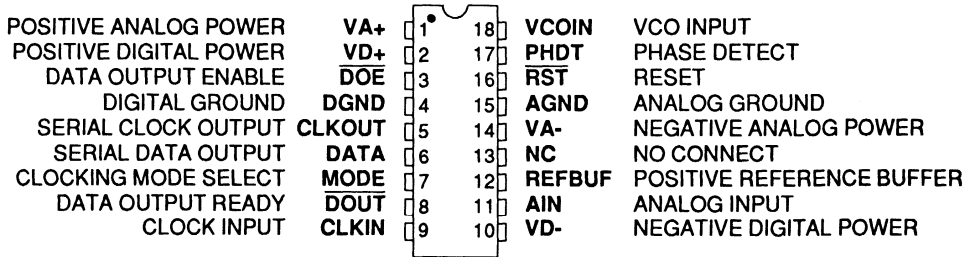 POSITIVE ANALOG POWER VA+ 1 18 VCOIN VCO INPUT
POSITIVE DIGITAL POWER VD+ 2 17 PHDT PHASE DETECT
DATA OUTPUT ENABLE DOE 3 16 RST RESET
DIGITAL GROUND DGND 4 15 AGND ANALOG GROUND
SERIAL CLOCK OUTPUT CLKOUT 5 14 VA- NEGATIVE ANALOG POWER
SERIAL DATA OUTPUT DATA 6 13 NC NO CONNECT
CLOCKING MODE SELECT MODE 7 12 REFBUF POSITIVE REFERENCE BUFFER
DATA OUTPUT READY DOUT 8 11 AIN ANALOG INPUT
CLOCK INPUT CLKIN 9 10 VD- NEGATIVE DIGITAL POWER